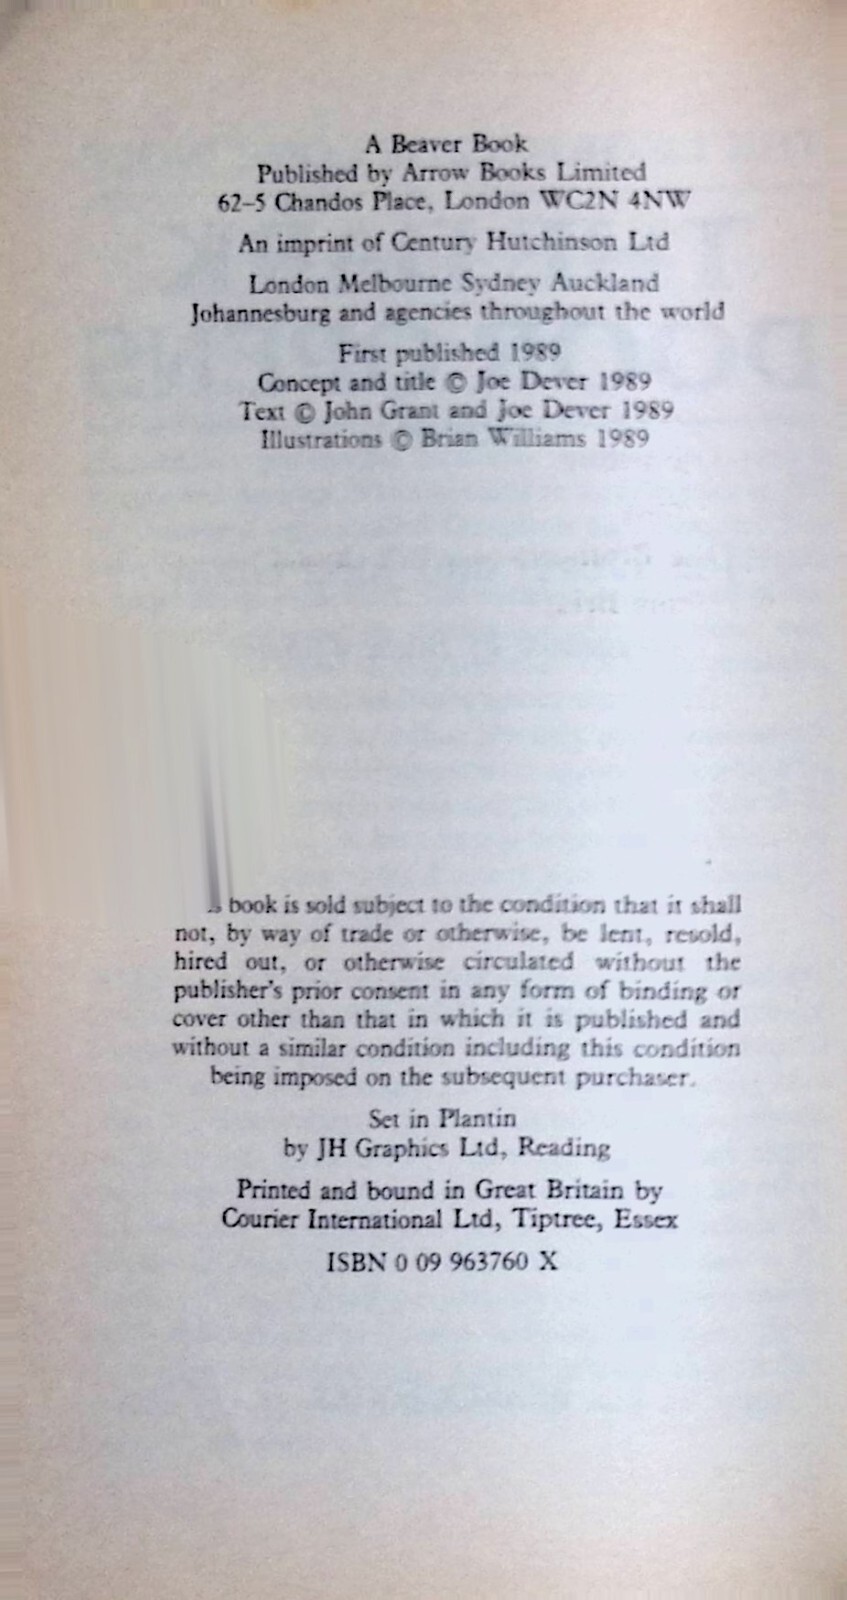 A Beaver Book
Published by Arrow Books Limited
62–5 Chandos Place, London WC2N 4NW
An imprint of Century Hutchinson Ltd
London Melbourne Sydney Auckland
Johannesburg and agencies throughout the world
First published 1989
Concept and title © Joe Dever 1989
Text © John Grant and Joe Dever 1989
Illustrations © Brian Williams 1989
book is sold subject to the condition that it shall
not, by way of trade or otherwise, be lent, resold,
hired out, or otherwise circulated without the
publisher's prior consent in any form of binding or
cover other than that in which it is published and
without a similar condition including this condition
being imposed on the subsequent purchaser.
Set in Plantin
by JH Graphics Ltd, Reading
Printed and bound in Great Britain by
Courier International Ltd, Tiptree, Essex
ISBN 0 09 963760 X